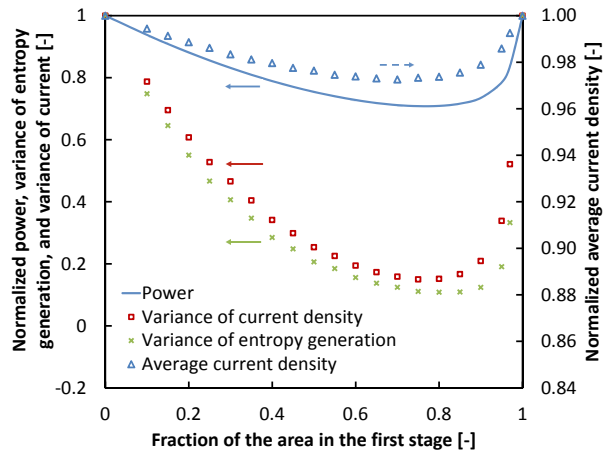 Normalized power, variance of entropy
generation, and variance of current [-]
1
0.8
0.6
0.4
0.2
0
-0.2
Power
Variance of current density
Variance of entropy generation
Average current density
0
0.2
0.4
0.6
0.8
1
Fraction of the area in the first stage [-]
1.00
0.98
0.96
0.94
0.92
0.90
0.88
0.86
0.84
Normalized average current density [-]